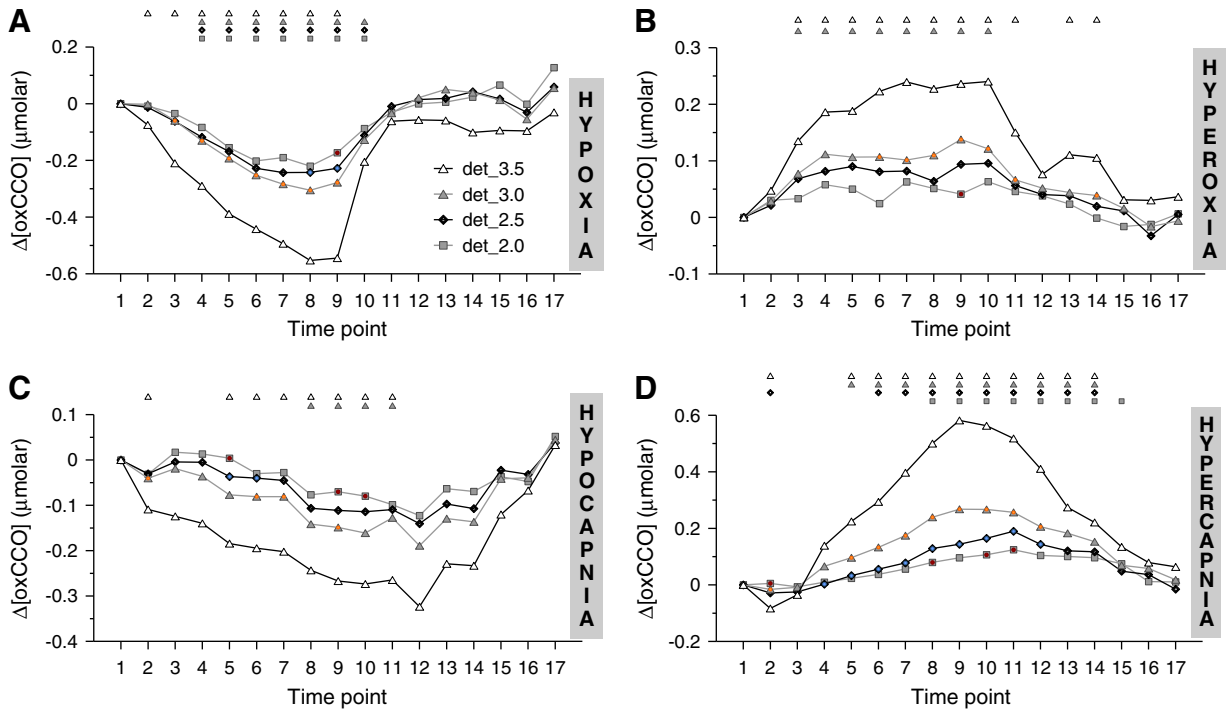 A
0.2
0
-0.2
-0.4
-0.6
Δ[oxCCO] (μmolar)
1 2 3 4 5 6 7 8 9 10 11 12 13 14 15 16 17
Time point
det_3.5
det_3.0
det_2.5
det_2.0
HYPOXIA
B
0.3
0.2
0.1
0
-0.1
Δ[oxCCO] (μmolar)
1 2 3 4 5 6 7 8 9 10 11 12 13 14 15 16 17
Time point
HYPEROXIA
C
0.1
0
-0.1
-0.2
-0.3
-0.4
Δ[oxCCO] (μmolar)
1 2 3 4 5 6 7 8 9 10 11 12 13 14 15 16 17
Time point
HYPOCAPNIA
D
0.6
0.4
0.2
0
-0.2
Δ[oxCCO] (μmolar)
1 2 3 4 5 6 7 8 9 10 11 12 13 14 15 16 17
Time point
HYPERCAPNIA